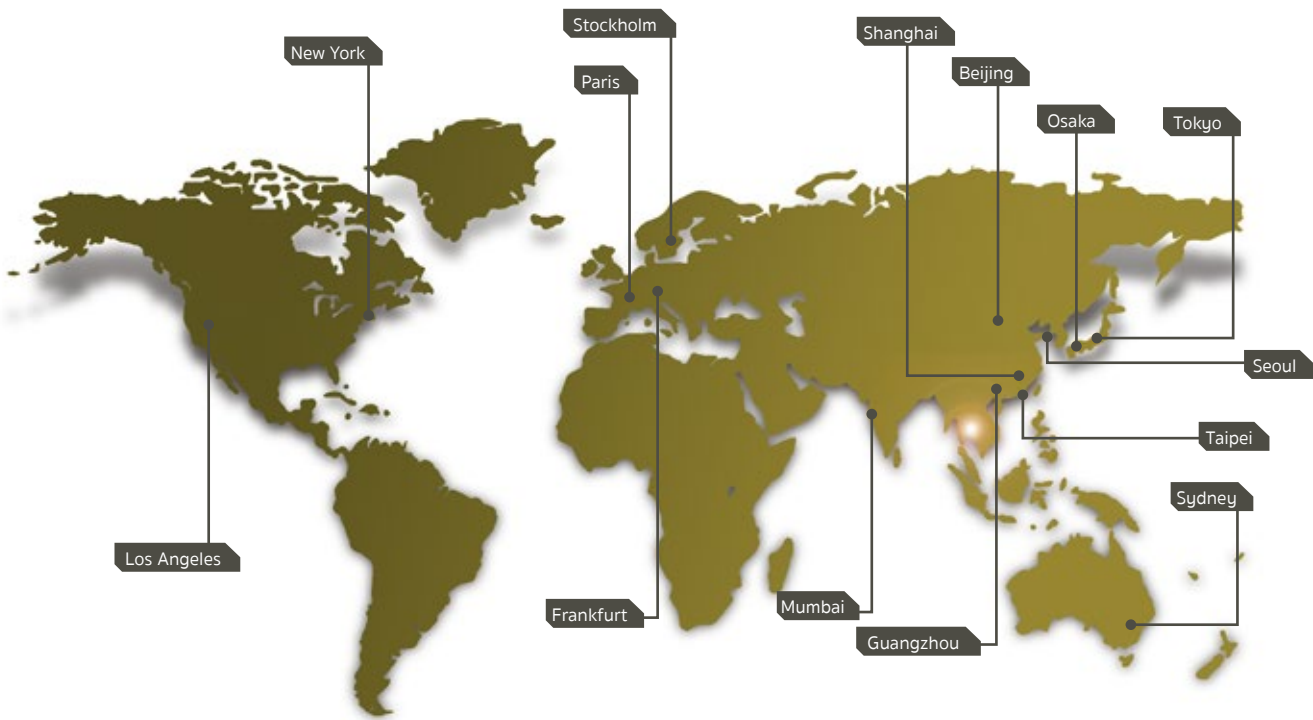 Stockholm
Shanghai
New York
Beijing
Paris
Osaka
Tokyo
Seoul
Taipei
Sydney
Los Angeles
Frankfurt
Mumbai
Guangzhou